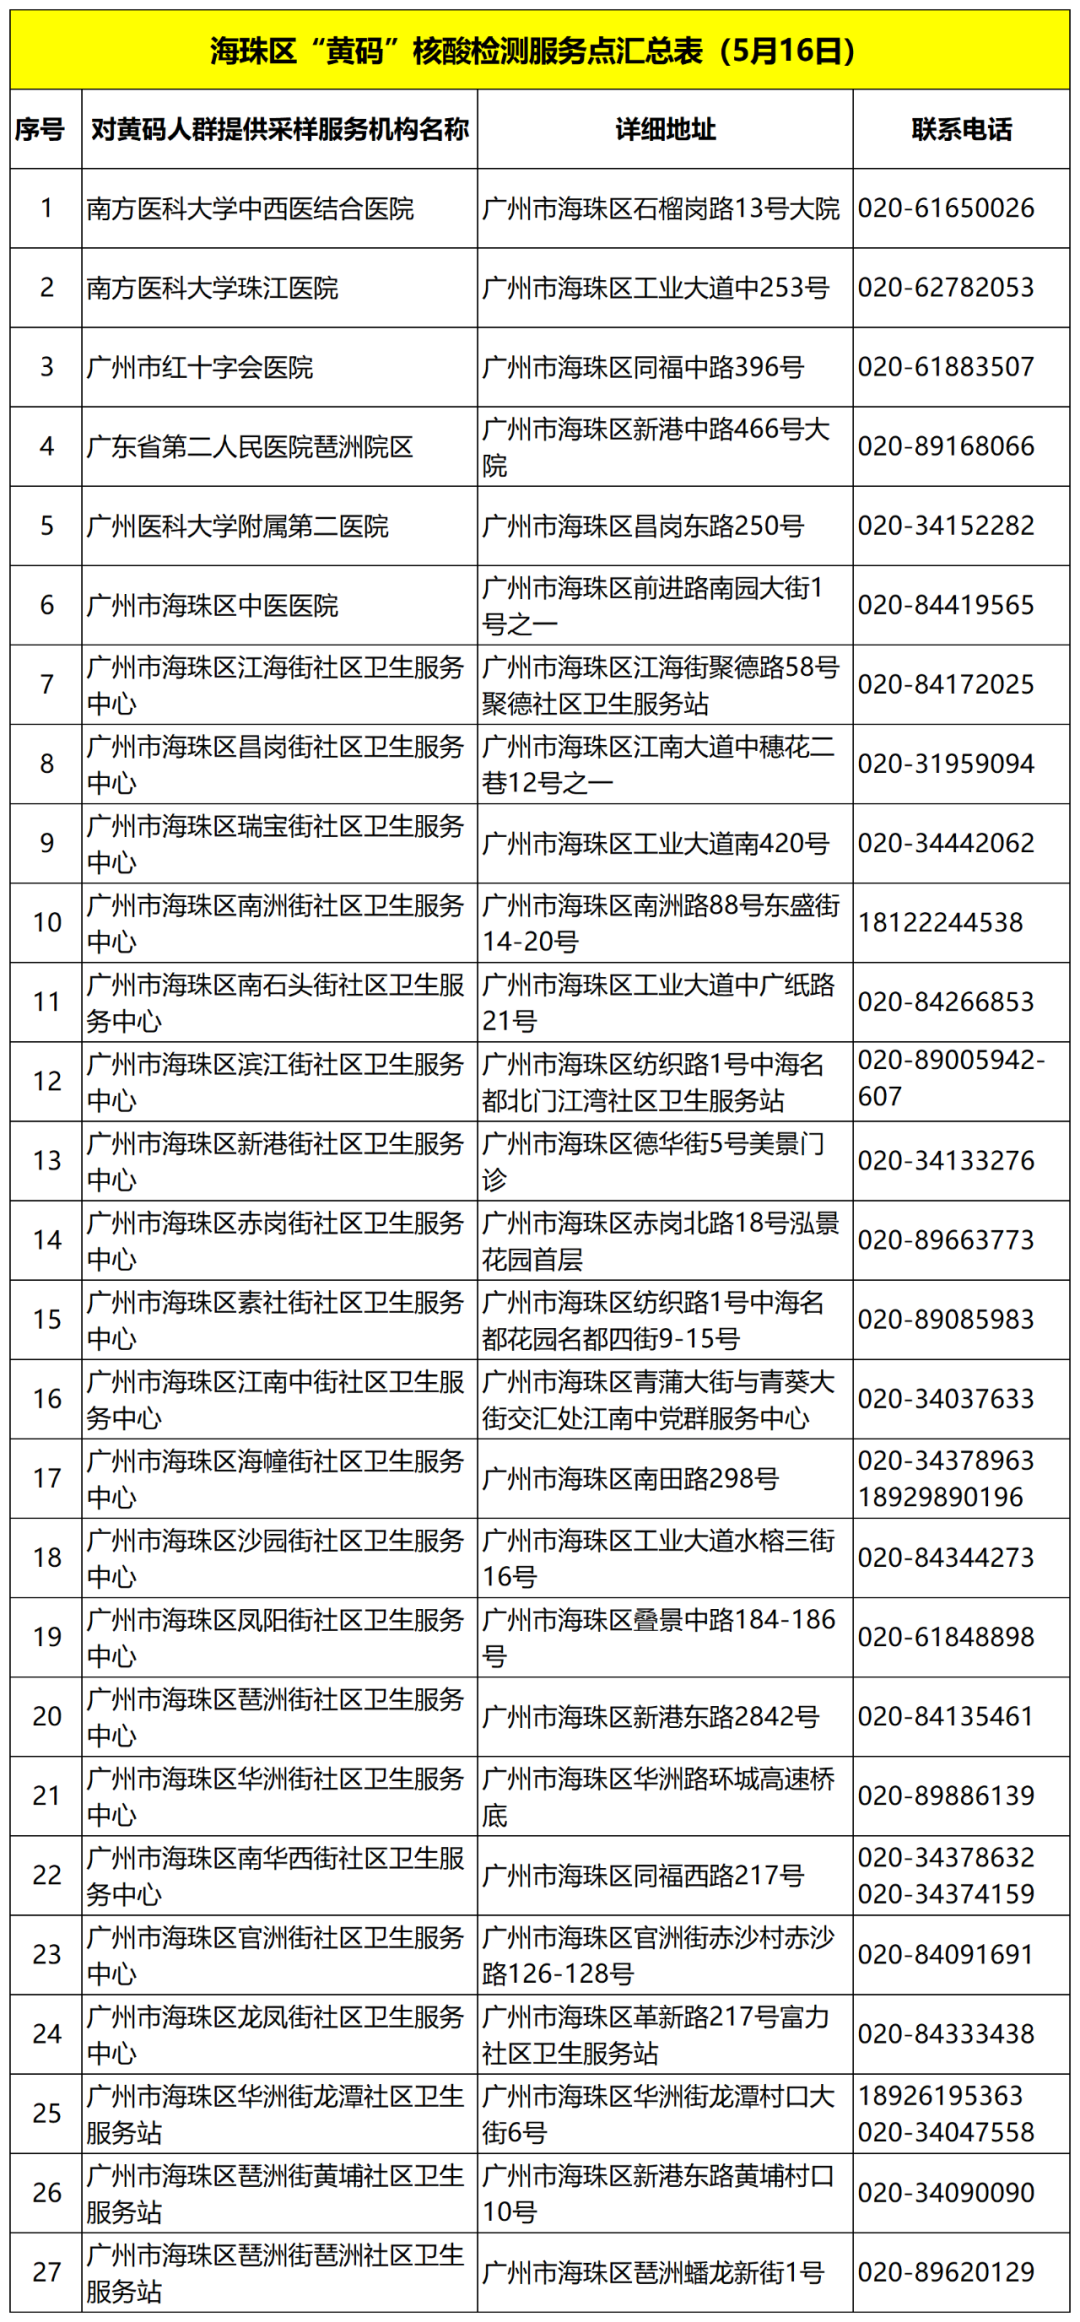 海珠区“黄码”核酸检测服务点汇总表（5月16日）
序号 对黄码人群提供采样服务机构名称 详细地址 联系电话
1 南方医科大学中西医结合医院 广州市海珠区石榴岗路13号大院 020-61650026
2 南方医科大学珠江医院 广州市海珠区工业大道中253号 020-62782053
3 广州市红十字会医院 广州市海珠区同福中路396号 020-61883507
4 广东省第二人民医院琶洲院区 广州市海珠区新港中路466号大
院 020-89168066
5 广州医科大学附属第二医院 广州市海珠区昌岗东路250号 020-34152282
6 广州市海珠区中医医院 广州市海珠区前进路南园大街1
号之一 020-84419565
7 广州市海珠区江海街社区卫生服务
中心 广州市海珠区江海街聚德路58号
聚德社区卫生服务站 020-84172025
8 广州市海珠区昌岗街社区卫生服务
中心 广州市海珠区江南大道中穗花二
巷12号之一 020-31959094
9 广州市海珠区瑞宝街社区卫生服务
中心 广州市海珠区工业大道南420号 020-34442062
10 广州市海珠区南洲街社区卫生服务
中心 广州市海珠区南洲路88号东盛街
14-20号 18122244538
11 广州市海珠区南石头街社区卫生服
务中心 广州市海珠区工业大道中广纸路
21号 020-84266853
12 广州市海珠区滨江街社区卫生服务
中心 广州市海珠区纺织路1号中海名
都北门江湾社区卫生服务站 020-89005942-
607
13 广州市海珠区新港街社区卫生服务
中心 广州市海珠区德华街5号美景门
诊 020-34133276
14 广州市海珠区赤岗街社区卫生服务
中心 广州市海珠区赤岗北路18号泓景
花园首层 020-89663773
15 广州市海珠区素社街社区卫生服务
中心 广州市海珠区纺织路1号中海名
都花园名都四街9-15号 020-89085983
16 广州市海珠区江南中街社区卫生服
务中心 广州市海珠区青蒲大街与青葵大
街交汇处江南中党群服务中心 020-34037633
17 广州市海珠区海幢街社区卫生服务
中心 广州市海珠区南田路298号 020-34378963
18929890196
18 广州市海珠区沙园街社区卫生服务
中心 广州市海珠区工业大道水榕三街
16号 020-84344273
19 广州市海珠区凤阳街社区卫生服务
中心 广州市海珠区叠景中路184-186
号 020-61848898
20 广州市海珠区琶洲街社区卫生服务
中心 广州市海珠区新港东路2842号 020-84135461
21 广州市海珠区华洲街社区卫生服务
中心 广州市海珠区华洲路环城高速桥
底 020-89886139
22 广州市海珠区南华西街社区卫生服
务中心 广州市海珠区同福西路217号 020-34378632
020-34374159
23 广州市海珠区官洲街社区卫生服务
中心 广州市海珠区官洲街赤沙村赤沙
路126-128号 020-84091691
24 广州市海珠区龙凤街社区卫生服务
中心 广州市海珠区革新路217号富力
社区卫生服务站 020-84333438
25 广州市海珠区华洲街龙潭社区卫生
服务站 广州市海珠区华洲街龙潭村口大
街6号 18926195363
020-34047558
26 广州市海珠区琶洲街黄埔社区卫生
服务站 广州市海珠区新港东路黄埔村口
10号 020-34090090
27 广州市海珠区琶洲街琶洲社区卫生
服务站 广州市海珠区琶洲蟠龙新街1号 020-89620129